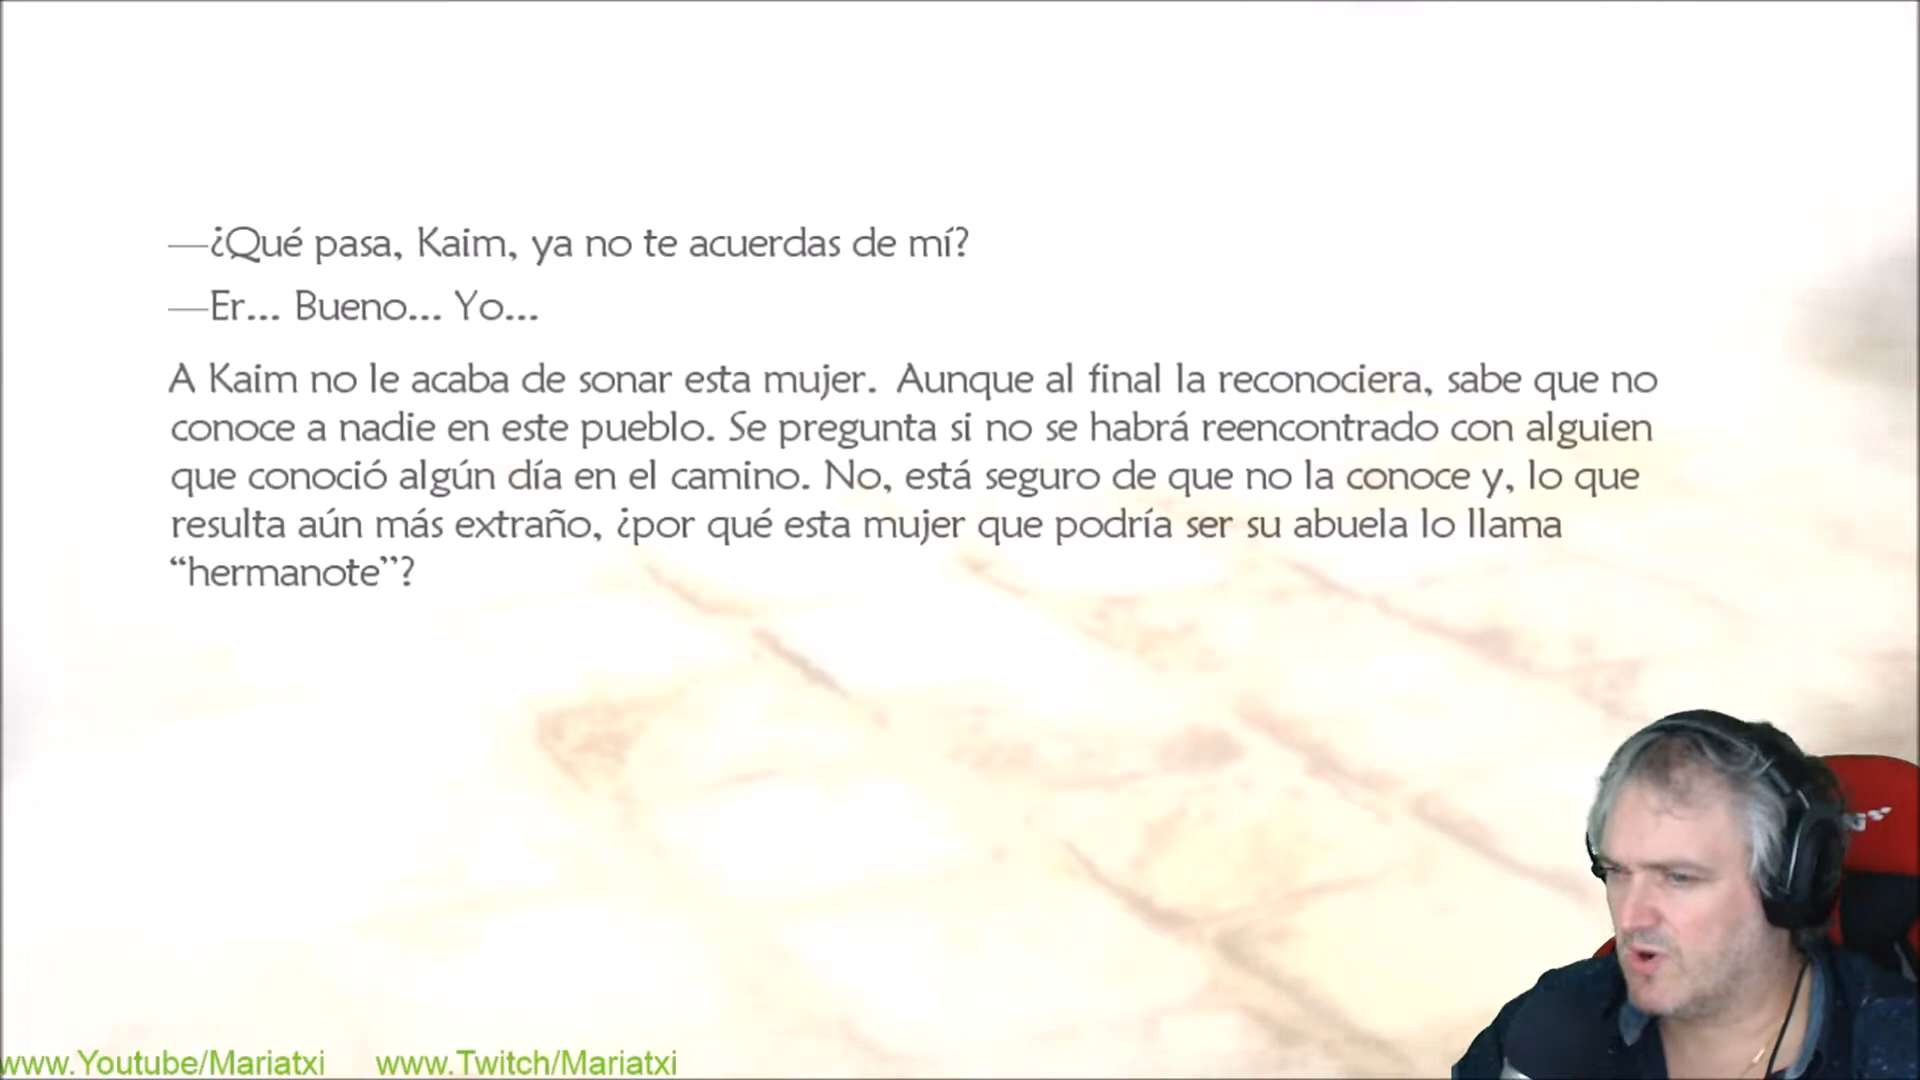 —¿Qué pasa, Kaim, ya no te acuerdas de mí?
—Er... Bueno... Yo...
A Kaim no le acaba de sonar esta mujer. Aunque al final la reconociera, sabe que no
conoce a nadie en este pueblo. Se pregunta si no se habrá reencontrado con alguien
que conoció algún día en el camino. No, está seguro de que no la conoce y, lo que
resulta aún más extraño, ¿por qué esta mujer que podría ser su abuela lo llama
“hermanote”?
www.Youtube/Mariatxi www.Twitch/Mariatxi